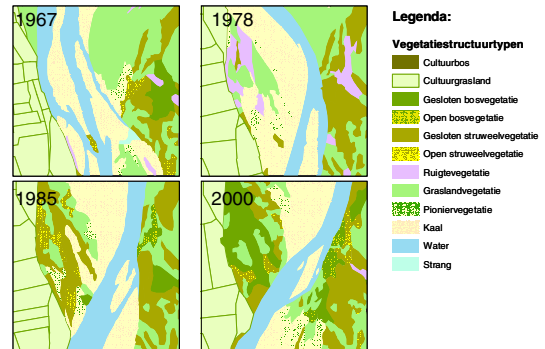 1967
1978
1985
2000
Legenda:
Vegetatiestructuurtypen
Cultuurbos
Cultuurgrasland
Gesloten bosvegetatie
Open bosvegetatie
Gesloten struweelvegetatie
Open struweelvegetatie
Ruigtevegetatie
Graslandvegetatie
Pioniervegetatie
Kaal
Water
Strang